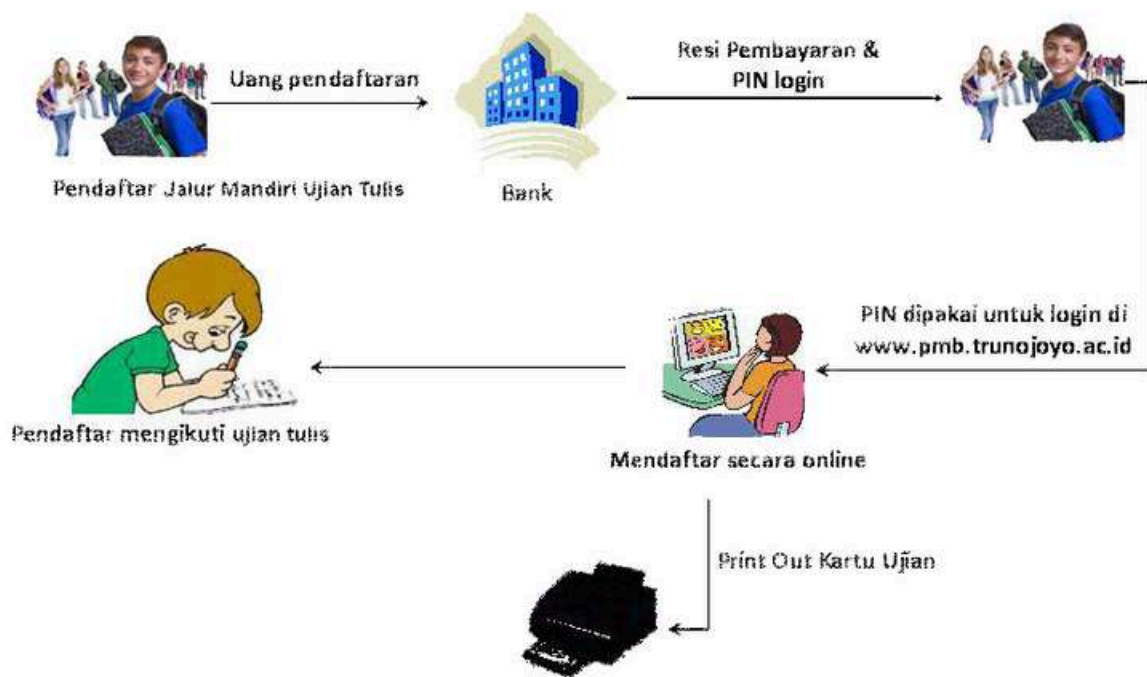 Uang pendaftaran
Resi Pembayaran &
PIN login
Pendaftar Jalur Mandiri Ujian Tulis
Bank
PIN dipakai untuk login di
www.pmb.trunojoyo.ac.id
Pendaftar mengikuti ujian tulis
Mendaftar secara online
Print Out Kartu Ujian